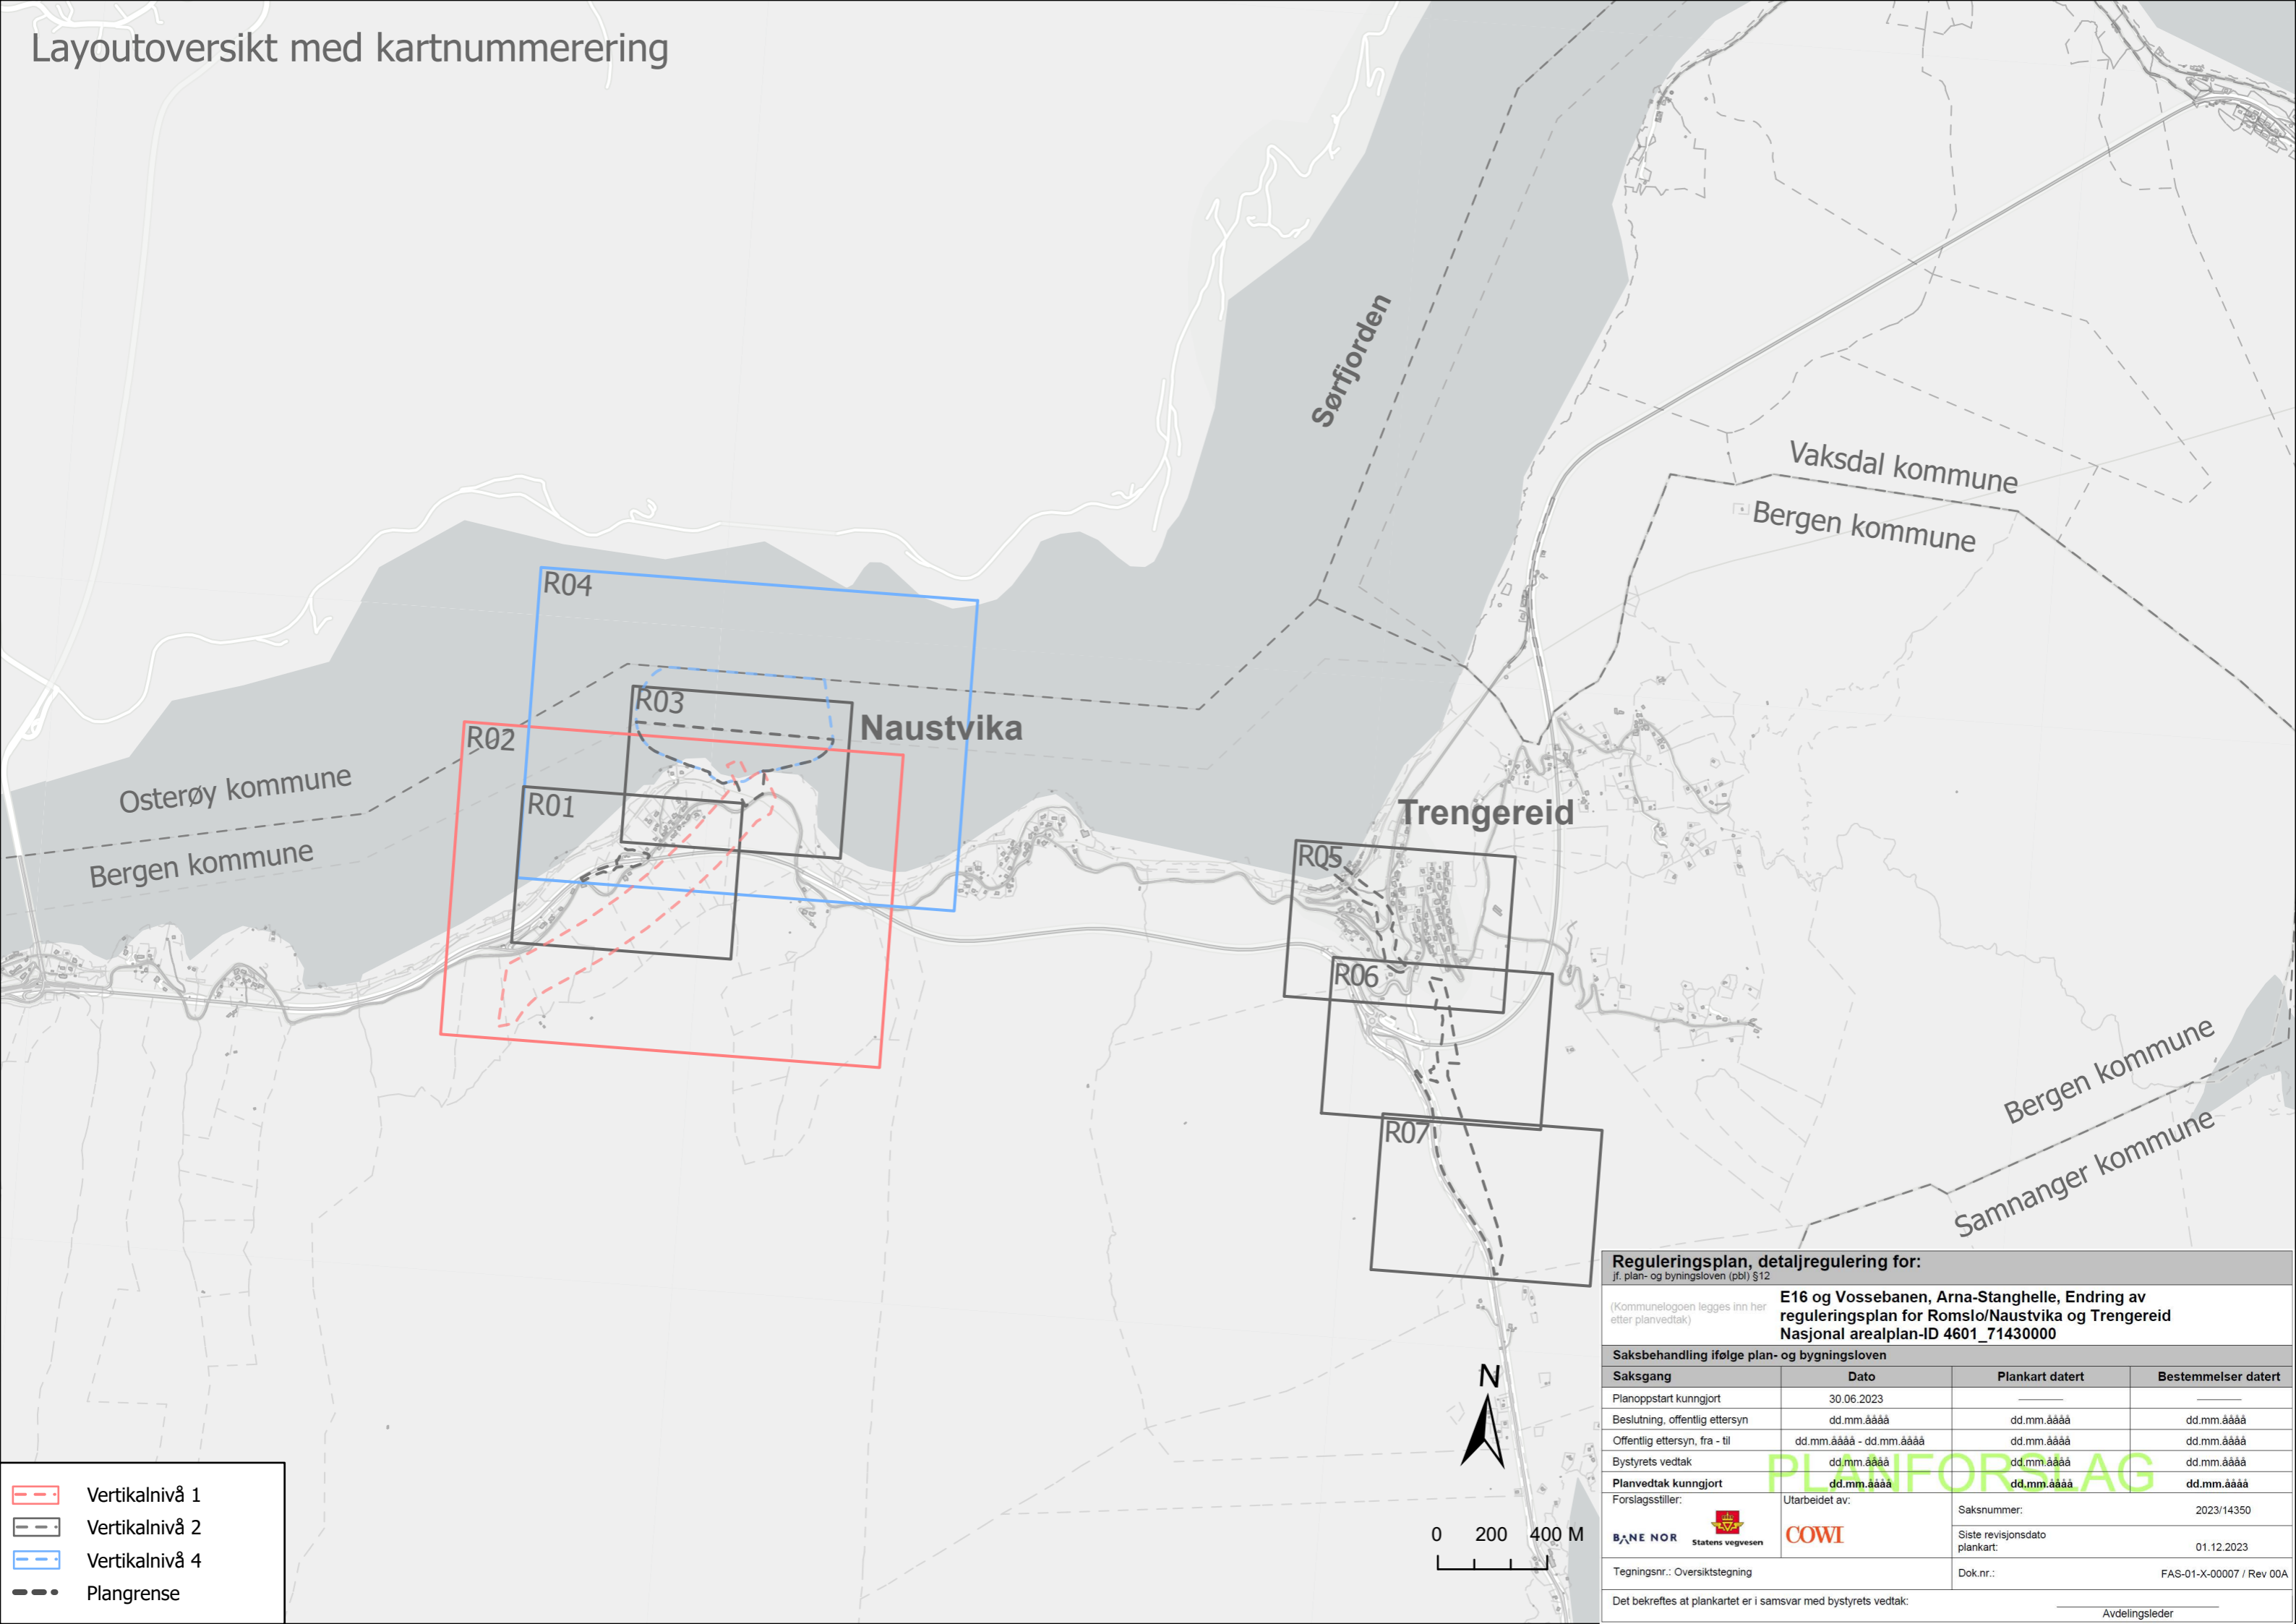 Layoutoversikt med kartnummerering
Sørfjorden
Vaksdal kommune
Bergen kommune
R04
R03
Naustvika
R02
Osterøy kommune
R01
Bergen kommune
Trengereid
R05
R06
R07
Bergen kommune
Samnanger kommune
N
0 200 400 M
Vertikalnivå 1
Vertikalnivå 2
Vertikalnivå 4
Plangrense
Reguleringsplan, detaljregulering for:
jf. plan- og byningsloven (pbl) §12
(Kommunelogoen legges inn her
etter planvedtak)
E16 og Vossebanen, Arna-Stanghelle, Endring av
reguleringsplan for Romslo/Naustvika og Trengereid
Nasjonal arealplan-ID 4601_71430000
Saksbehandling ifølge plan- og bygningsloven
Saksgang Dato Plankart datert Bestemmelser datert
Planoppstart kunngjort 30.06.2023
Beslutning, offentlig ettersyn dd.mm.åååå dd.mm.åååå dd.mm.åååå
Offentlig ettersyn, fra - til dd.mm.åååå - dd.mm.åååå dd.mm.åååå dd.mm.åååå
Bystyrets vedtak dd.mm.åååå dd.mm.åååå dd.mm.åååå
PLANFORSLAG
Planvedtak kunngjort dd.mm.åååå dd.mm.åååå dd.mm.åååå
Forslagsstiller:
BANE NOR
Statens vegvesen
Utarbeidet av:
COWI
Saksnummer: 2023/14350
Siste revisjonsdato
plankart: 01.12.2023
Tegningsnr.: Oversiktstegning
Dok.nr.: FAS-01-X-00007 / Rev 00A
Det bekreftes at plankartet er i samsvar med bystyrets vedtak:
Avdelingsleder